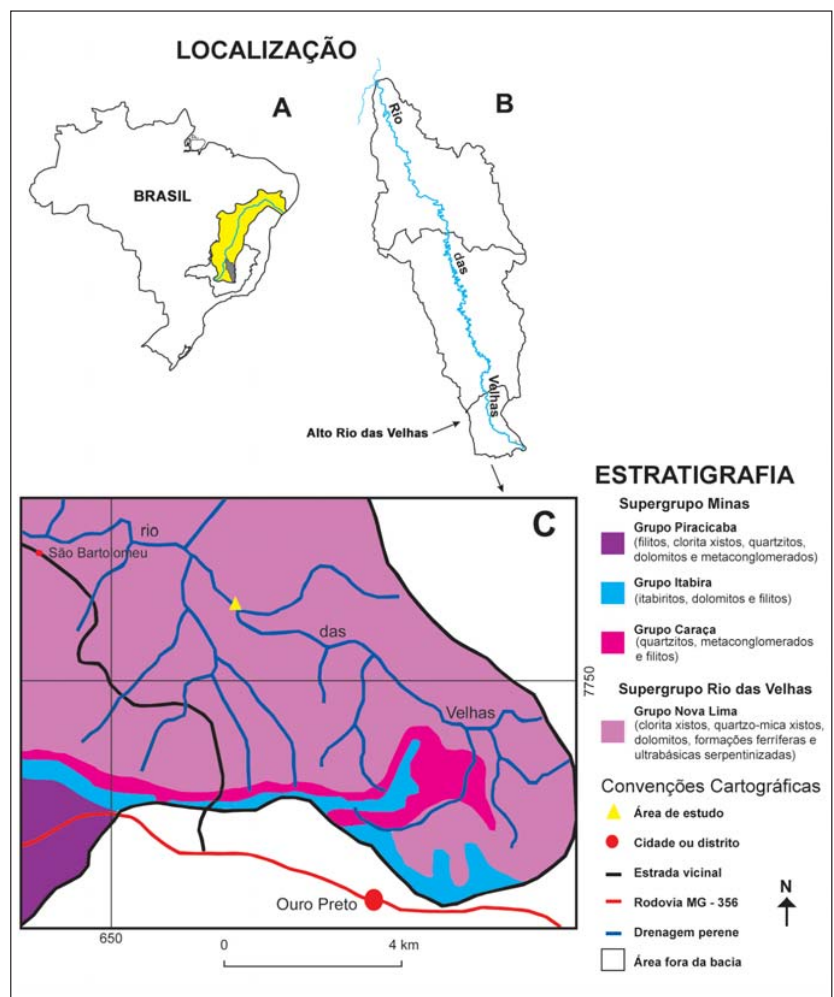 LOCALIZAÇÃO
A
B
BRASIL
Rio
das
Velhas
Alto Rio das Velhas
C
rio
São Bartolomeu
das
Velhas
Ouro Preto
7750
650
0
4 km
ESTRATIGRAFIA
Supergrupo Minas
Grupo Piracicaba
(filitos, clorita xistos, quartzitos,
dolomitos e metaconglomerados)
Grupo Itabira
(itabiritos, dolomitos e filitos)
Grupo Caraça
(quartzitos, metaconglomerados
e filitos)
Supergrupo Rio das Velhas
Grupo Nova Lima
(clorita xistos, quartzo-mica xistos,
dolomitos, formações ferríferas e
ultrabásicas serpentinizadas)
Convenções Cartográficas
Área de estudo
Cidade ou distrito
Estrada vicinal
Rodovia MG - 356
Drenagem perene
Área fora da bacia
N